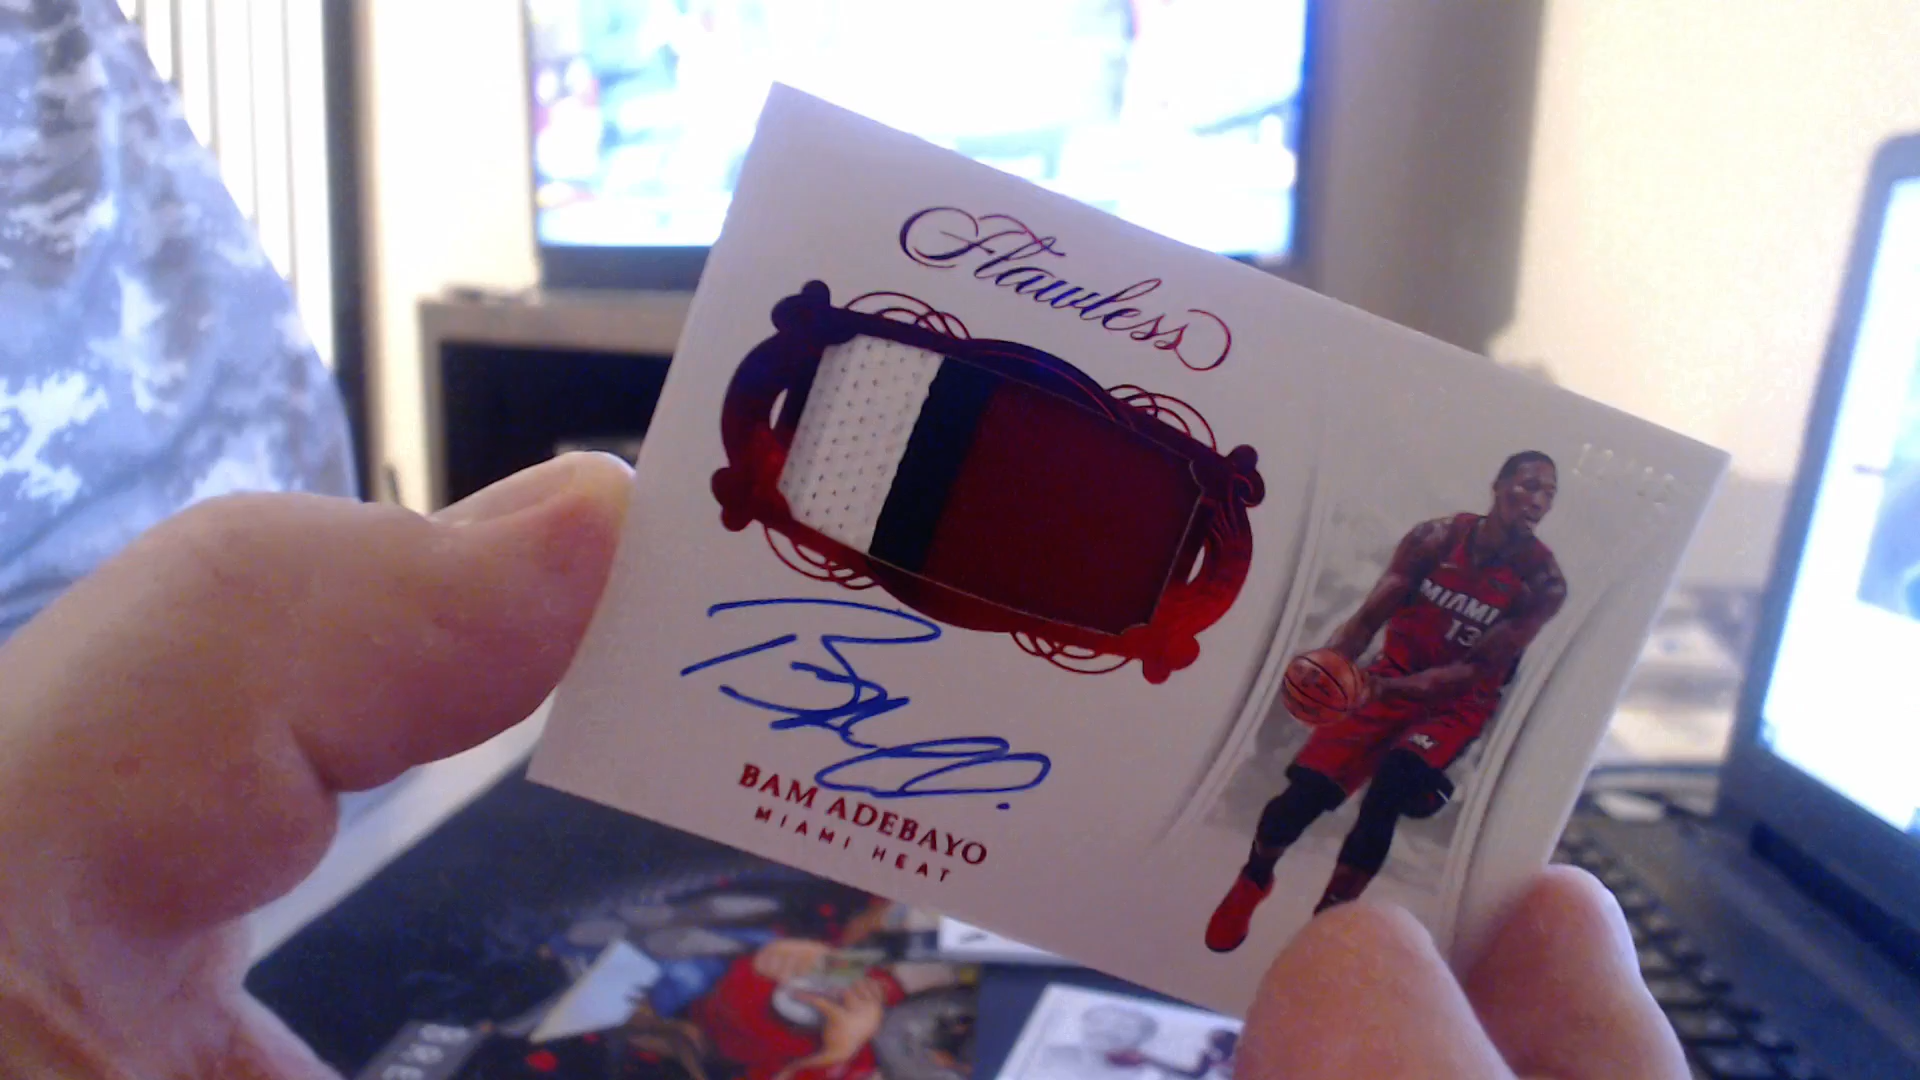 Flawless
MIAMI
13
BAM ADEBAYO
MIAMI HEAT